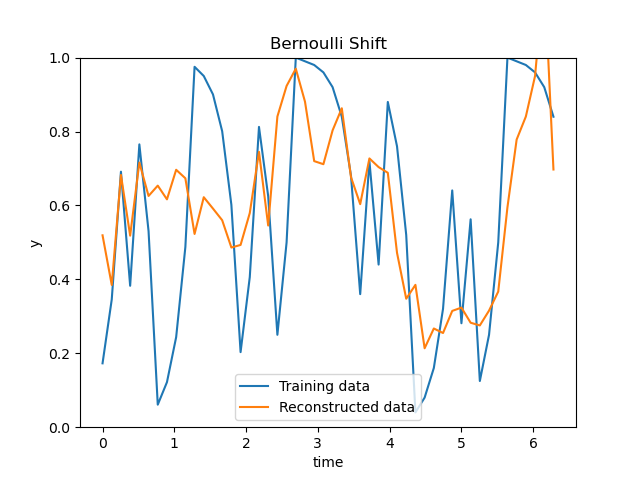 Bernoulli Shift
1.0
0.8
0.6
0.4
0.2
0.0
y
Training data
Reconstructed data
0 1 2 3 4 5 6
time